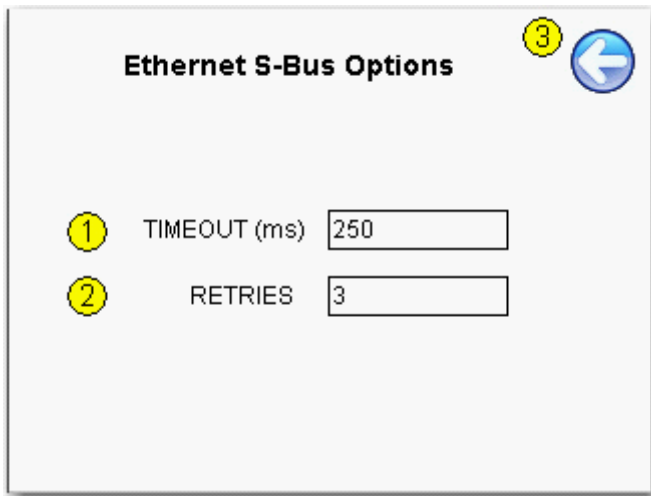 3
Ethernet S-Bus Options
1 TIMEOUT (ms) 250
2 RETRIES 3